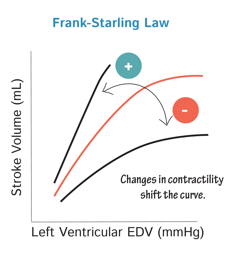 Frank-Starling Law
+
-
Stroke Volume (mL)
Changes in contractility
shift the curve.
Left Ventricular EDV (mmHg)